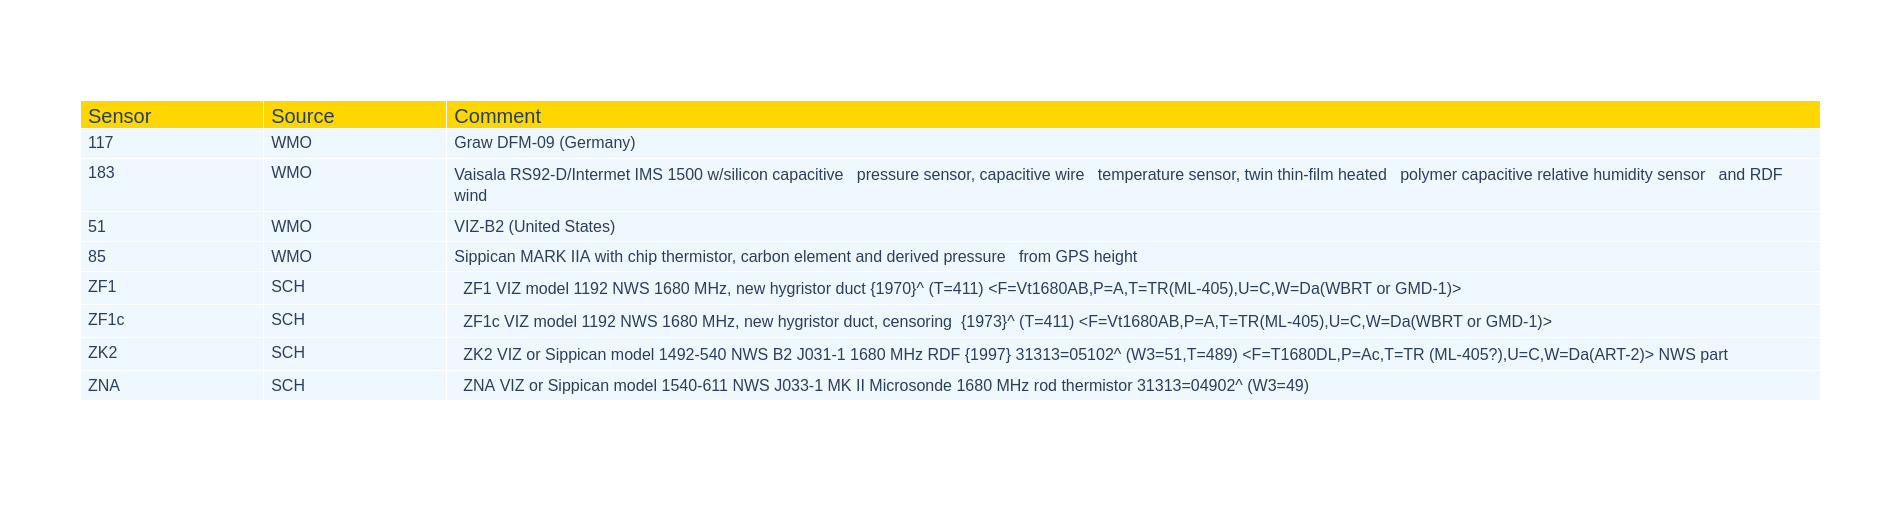 Sensor Source Comment
117 WMO Graw DFM-09 (Germany)
183 WMO Vaisala RS92-D/Intermet IMS 1500 w/silicon capacitive   pressure sensor, capacitive wire   temperature sensor, twin thin-film heated   polymer capacitive relative humidity sensor   and RDF
wind
51 WMO VIZ-B2 (United States)
85 WMO Sippican MARK IIA with chip thermistor, carbon element and derived pressure   from GPS height
ZF1 SCH ZF1 VIZ model 1192 NWS 1680 MHz, new hygristor duct {1970}^ (T=411) <F=Vt1680AB,P=A,T=TR(ML-405),U=C,W=Da(WBRT or GMD-1)>
ZF1c SCH ZF1c VIZ model 1192 NWS 1680 MHz, new hygristor duct, censoring  {1973}^ (T=411) <F=Vt1680AB,P=A,T=TR(ML-405),U=C,W=Da(WBRT or GMD-1)>
ZK2 SCH ZK2 VIZ or Sippican model 1492-540 NWS B2 J031-1 1680 MHz RDF {1997} 31313=05102^ (W3=51,T=489) <F=T1680DL,P=Ac,T=TR (ML-405?),U=C,W=Da(ART-2)> NWS part
ZNA SCH ZNA VIZ or Sippican model 1540-611 NWS J033-1 MK II Microsonde 1680 MHz rod thermistor 31313=04902^ (W3=49)